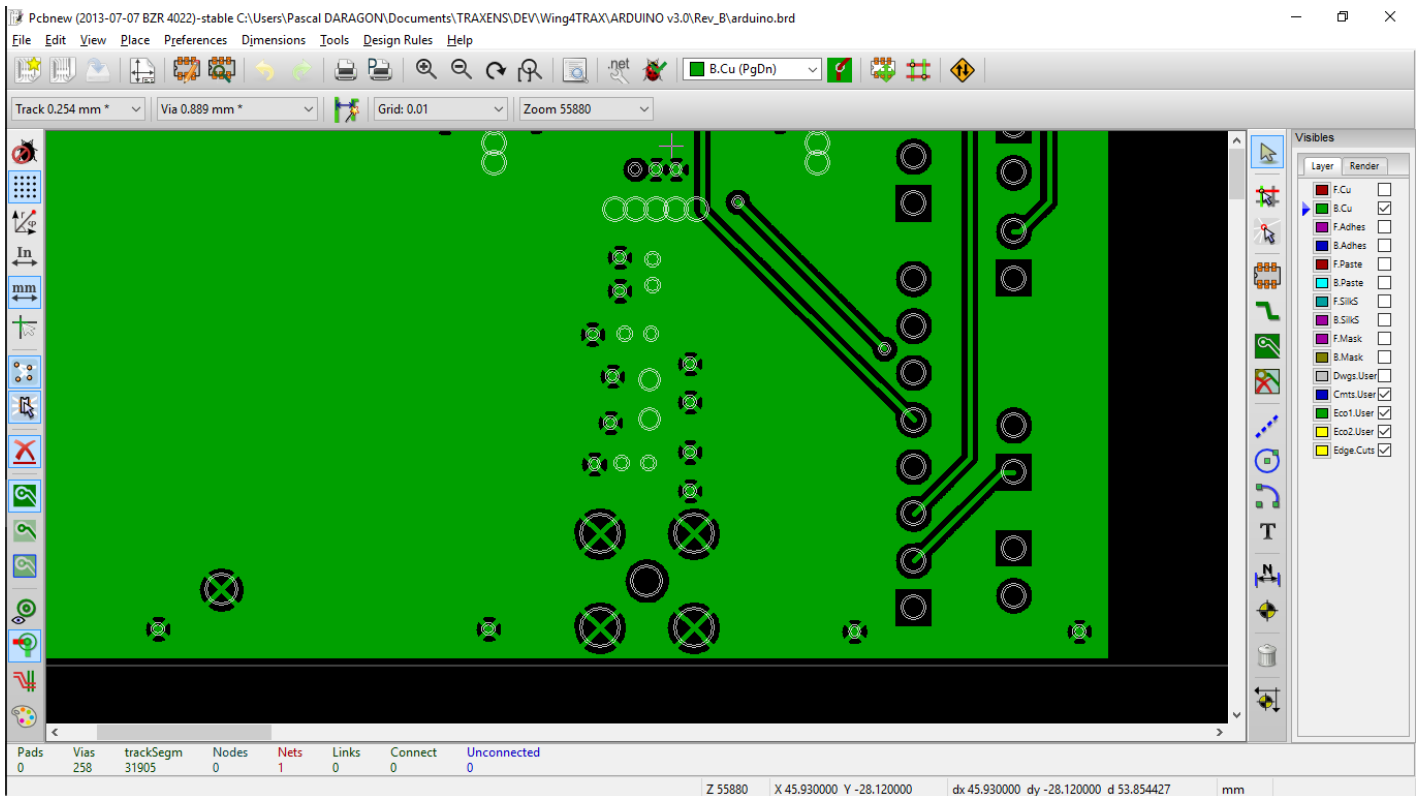 Pcbnew (2013-07-07 BZR 4022)-stable C:\Users\Pascal DARAGON\Documents\TRAXENS\DEV\Wing4TRAX\ARDUINO v3.0\Rev_B\arduino.brd
File Edit View Place Preferences Dimensions Tools Design Rules Help
.net B.Cu (PgDn)
Track 0.254 mm * Via 0.889 mm * Grid: 0.01 Zoom 55880
In
mm
Visibles
Layer Render
F.Cu
B.Cu
F.Adhes
B.Adhes
F.Paste
B.Paste
F.SilkS
B.SilkS
F.Mask
B.Mask
Dwgs.User
Cmts.User
Eco1.User
Eco2.User
Edge.Cuts
T
N
Pads Vias trackSegm Nodes Nets Links Connect Unconnected
0 258 31905 0 1 0 0 0
Z 55880 X 45.930000 Y -28.120000 dx 45.930000 dy -28.120000 d 53.854427 mm